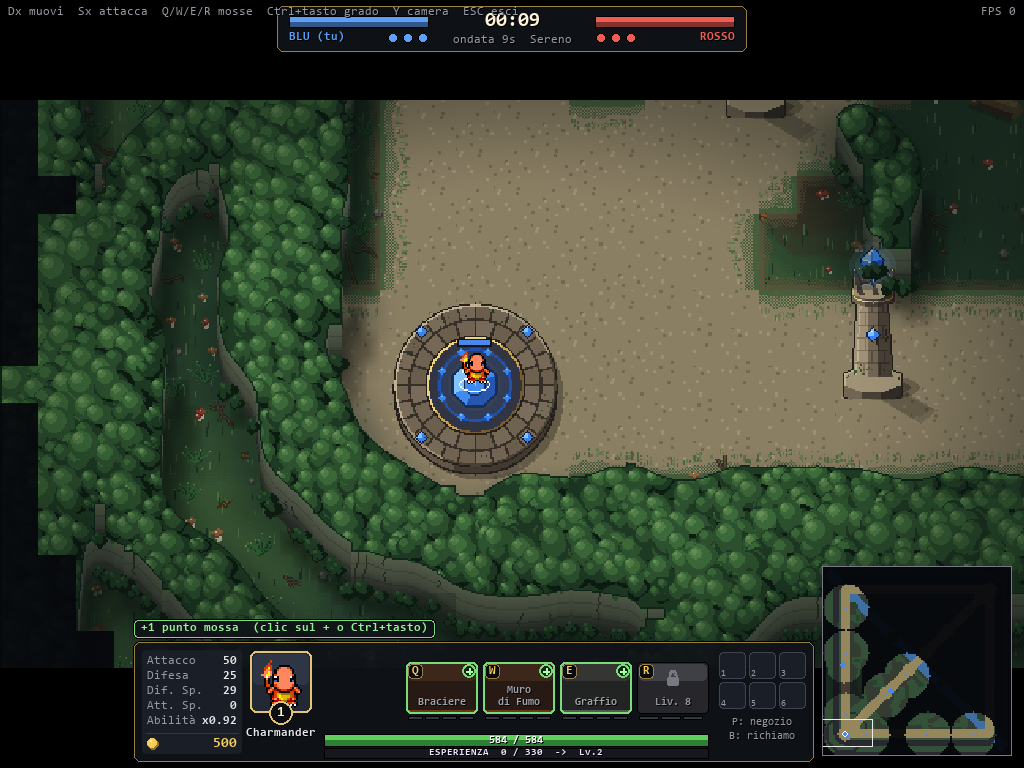 Dx muovi  Sx attacca  Q/W/E/R mosse  Ctrl+tasto grado  Y camera  ESC esci
FPS 0
00:09
BLU (tu)
ondata 9s  Sereno
ROSSO
+1 punto mossa  (clic sul + o Ctrl+tasto)
Attacco 50
Difesa 25
Dif. Sp. 29
Att. Sp. 0
Abilità x0.92
500
1
Charmander
Q
Braciere
W
Muro di Fumo
E
Graffio
R
Liv. 8
584 / 584
ESPERIENZA  0 / 330  ->  Lv.2
1 2 3
4 5 6
P: negozio
B: richiamo